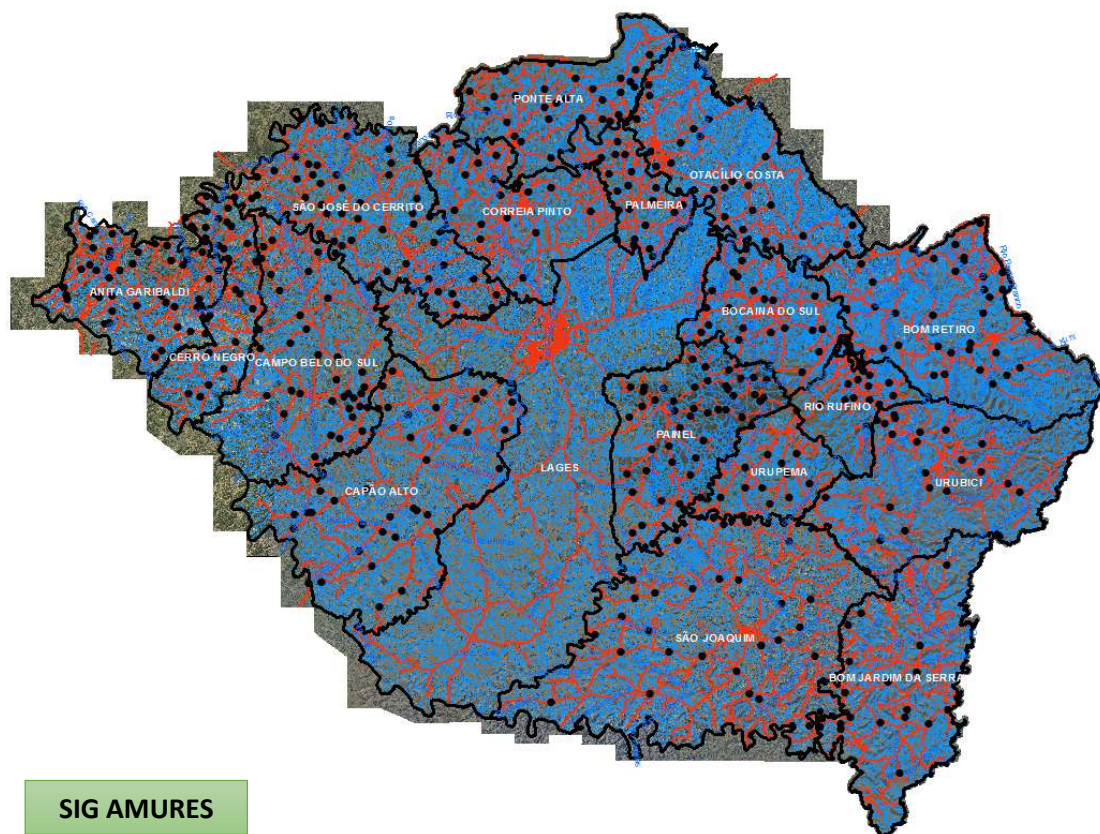 PONTE ALTA
OTACÍLIO COSTA
SÃO JOSÉ DO CERRITO
CORREIA PINTO
PALMEIRA
ANITA GARIBALDI
BOCAINA DO SUL
BOM RETIRO
CERRO NEGRO
CAMPO BELO DO SUL
RIO RUFINO
PAINEL
LAGES
URUPEMA
URUBICI
CAPÃO ALTO
SÃO JOAQUIM
BOM JARDIM DA SERRA
SIG AMURES